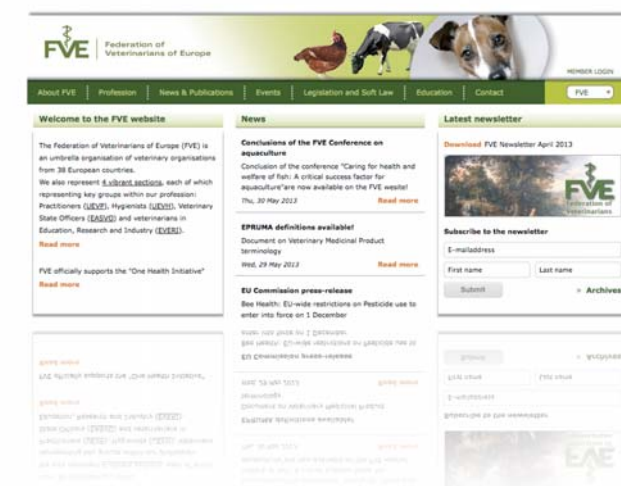 FVE
Federation of
Veterinarians of Europe
MEMBER LOGIN
About FVE
Profession
News & Publications
Events
Legislation and Soft Law
Education
Contact
FVE
Welcome to the FVE website
The Federation of Veterinarians of Europe (FVE) is
an umbrella organisation of veterinary organisations
from 38 European countries.
We also represent 4 vibrant sections, each of which
representing key groups within our profession:
Practitioners (UEVP), Hygienists (UEVH), Veterinary
State Officers (EASVO) and veterinarians in
Education, Research and Industry (EVERI).
Read more
FVE officially supports the "One Health Initiative"
Read more
News
Conclusions of the FVE Conference on
aquaculture
Conclusion of the conference "Caring for health and
welfare of fish: A critical success factor for
aquaculture"are now available on the FVE wesite!
Thu, 30 May 2013
Read more
EPRUMA definitions available!
Document on Veterinary Medicinal Product
terminology
Wed, 29 May 2013
Read more
EU Commission press-release
Bee Health: EU-wide restrictions on Pesticide use to
enter into force on 1 December
Latest newsletter
Download FVE Newsletter April 2013
FVE
Federation of
Veterinarians
Subscribe to the newsletter
E-mailaddress
First name
Last name
Submit
» Archives